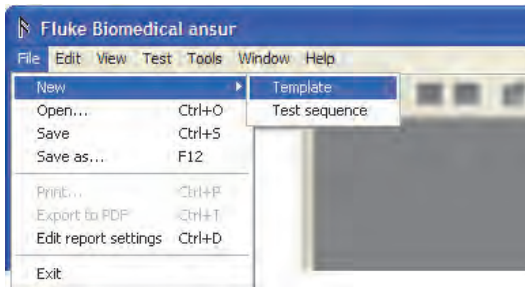 Fluke Biomedical ansur
File Edit View Test Tools Window Help
New Template
Open... Ctrl+O Test sequence
Save Ctrl+S
Save as... F12
Print... Ctrl+P
Export to PDF Ctrl+T
Edit report settings Ctrl+D
Exit